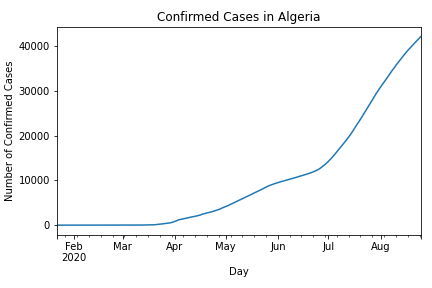 Confirmed Cases in Algeria
Number of Confirmed Cases
40000
30000
20000
10000
0
Feb Mar Apr May Jun Jul Aug
2020
Day